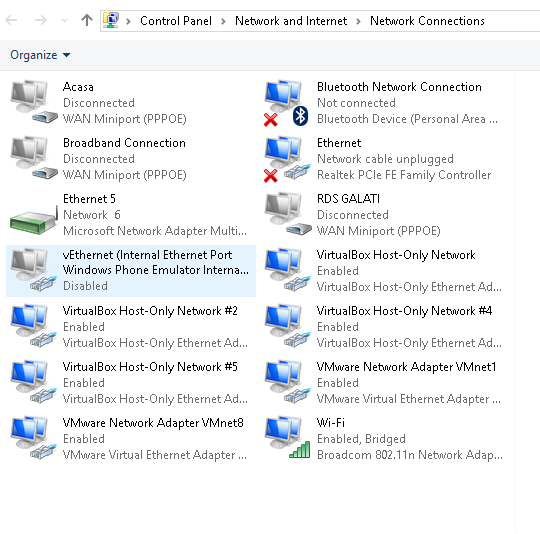 Control Panel > Network and Internet > Network Connections
Organize
Acasa
Disconnected
WAN Miniport (PPPOE)
Bluetooth Network Connection
Not connected
Bluetooth Device (Personal Area ...
Broadband Connection
Disconnected
WAN Miniport (PPPOE)
Ethernet
Network cable unplugged
Realtek PCIe FE Family Controller
Ethernet 5
Network 6
Microsoft Network Adapter Multi...
RDS GALATI
Disconnected
WAN Miniport (PPPOE)
vEthernet (Internal Ethernet Port
Windows Phone Emulator Interna...
Disabled
VirtualBox Host-Only Network
Enabled
VirtualBox Host-Only Ethernet Ad...
VirtualBox Host-Only Network #2
Enabled
VirtualBox Host-Only Ethernet Ad...
VirtualBox Host-Only Network #4
Enabled
VirtualBox Host-Only Ethernet Ad...
VirtualBox Host-Only Network #5
Enabled
VirtualBox Host-Only Ethernet Ad...
VMware Network Adapter VMnet1
Enabled
VMware Virtual Ethernet Adapter ...
VMware Network Adapter VMnet8
Enabled
VMware Virtual Ethernet Adapter ...
Wi-Fi
Enabled, Bridged
Broadcom 802.11n Network Adap...